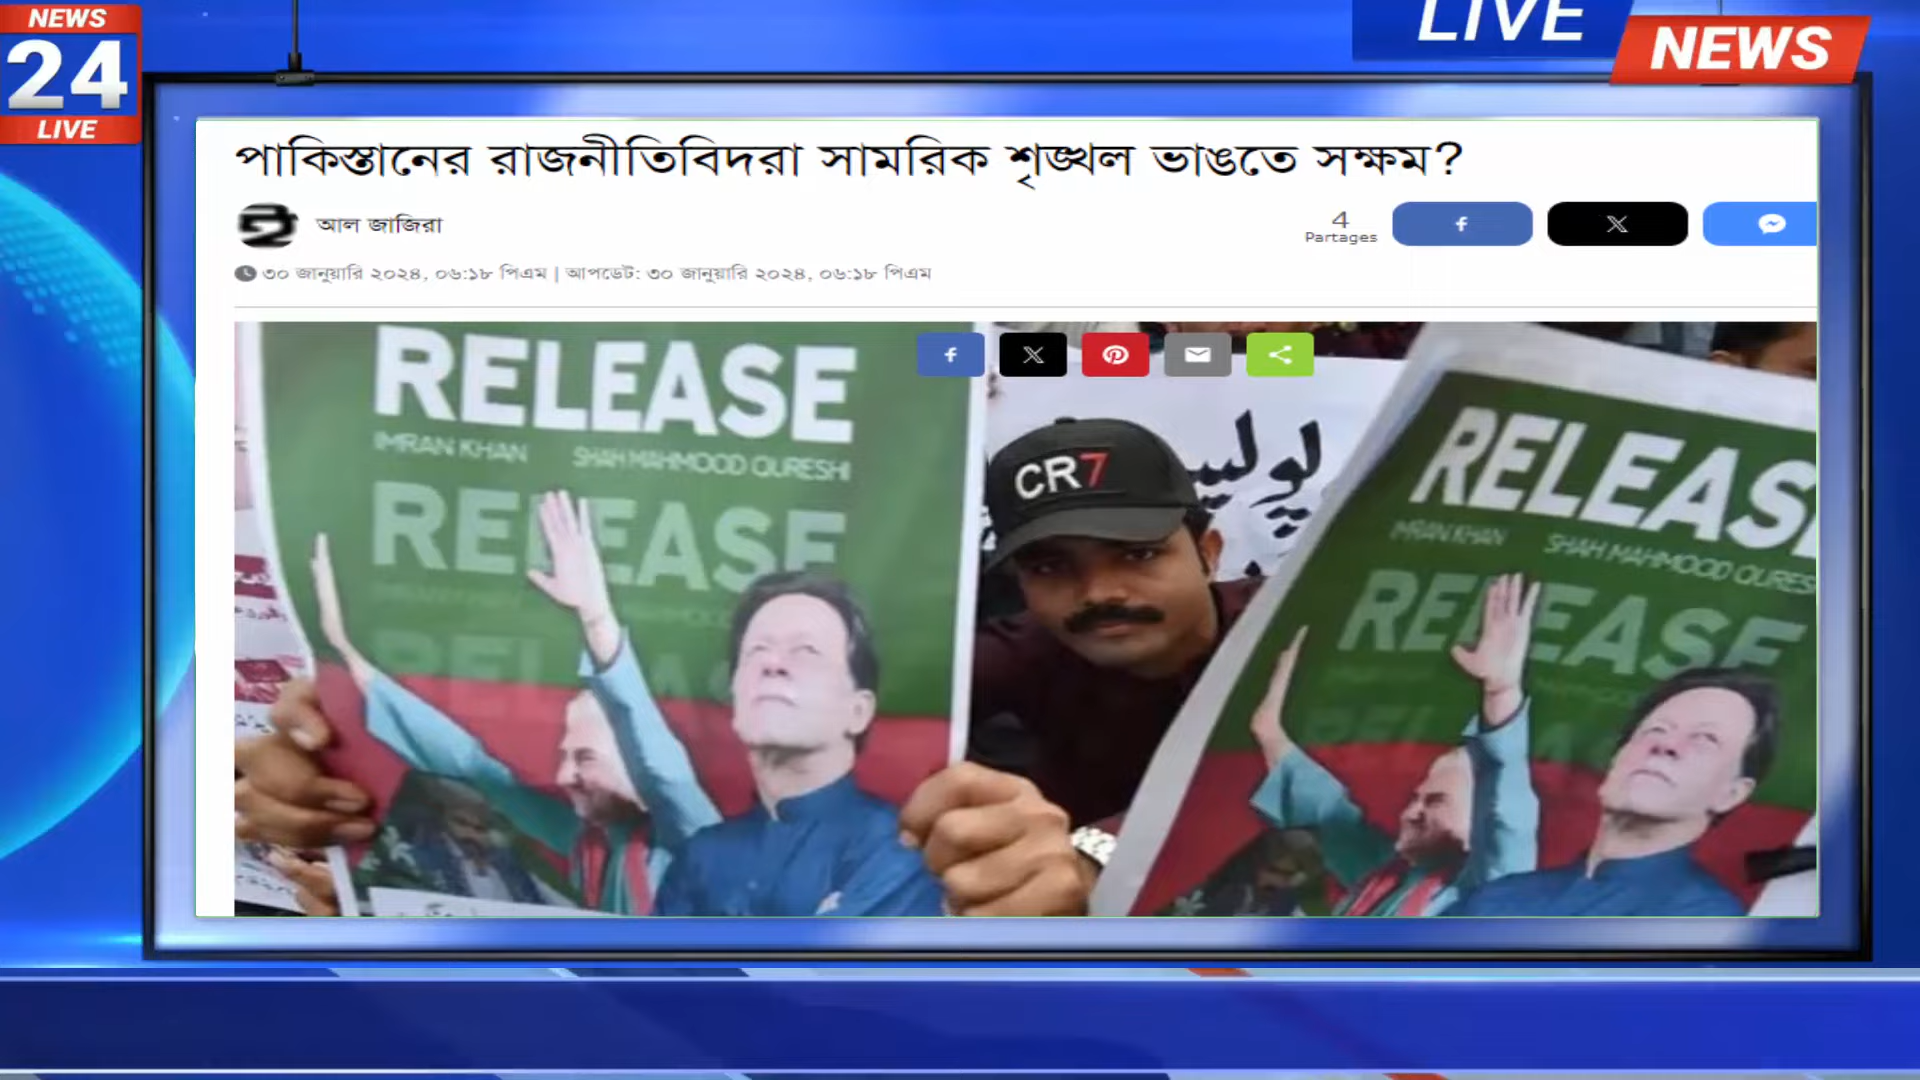 NEWS
24
LIVE
LIVE
NEWS
পাকিস্তানের রাজনীতিবিদরা সামরিক শৃঙ্খল ভাঙতে সক্ষম?
আল জাজিরা
4
Partages
৩০ জানুয়ারি ২০২৪, ০৬:১৮ পিএম | আপডেট: ৩০ জানুয়ারি ২০২৪, ০৬:১৮ পিএম
RELEASE
IMRAN KHAN SHAH MAHMOOD QURESHI
RELEASE
CR7
پولیس
RELEAS
IMRAN KHAN SHAH MAHMOOD QURES
RELEASE